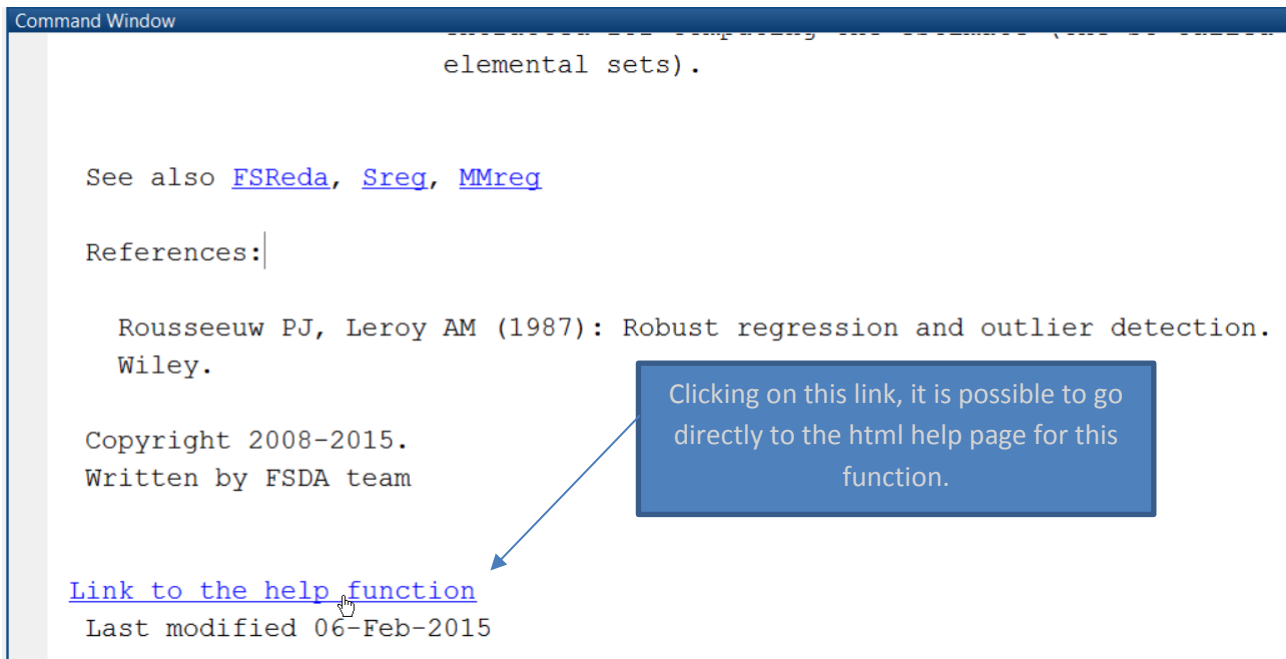 Command Window
elemental sets).
See also FSReda, Sreg, MMreg
References:
Rousseeuw PJ, Leroy AM (1987): Robust regression and outlier detection.
Wiley.
Clicking on this link, it is possible to go
directly to the html help page for this
function.
Copyright 2008-2015.
Written by FSDA team
Link to the help function
Last modified 06-Feb-2015